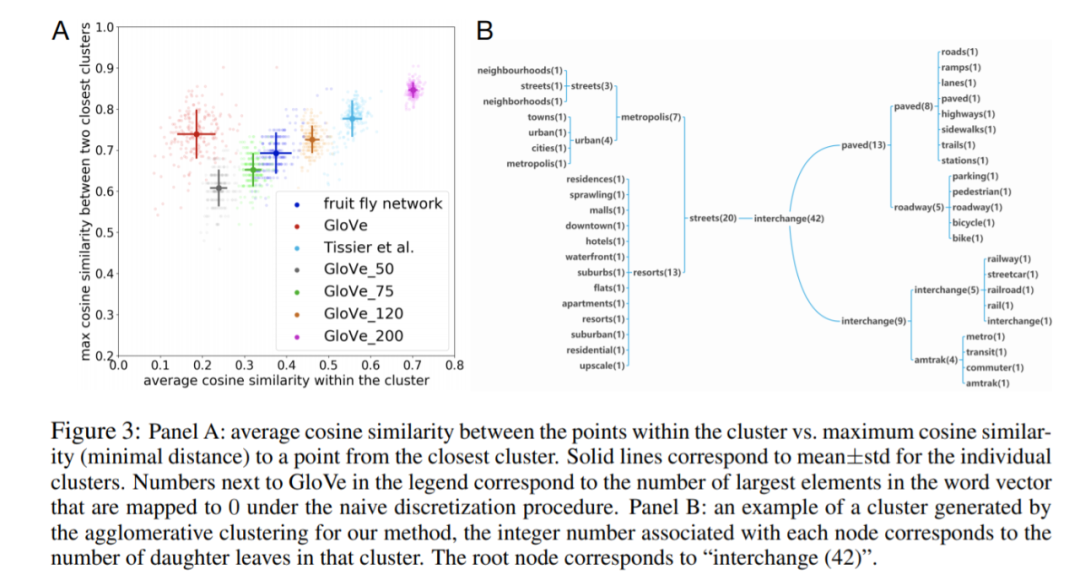 A
max cosine similarity between two closest clusters
1.0
0.9
0.8
0.7
0.6
0.5
0.4
0.3
0.2
0.0 0.1 0.2 0.3 0.4 0.5 0.6 0.7 0.8
average cosine similarity within the cluster
fruit fly network
GloVe
Tissier et al.
GloVe_50
GloVe_75
GloVe_120
GloVe_200
B
neighbourhoods(1)
streets(1)
neighborhoods(1)
streets(3)
towns(1)
urban(1)
cities(1)
metropolis(1)
urban(4)
metropolis(7)
residences(1)
sprawling(1)
malls(1)
downtown(1)
hotels(1)
waterfront(1)
suburbs(1)
flats(1)
apartments(1)
resorts(1)
suburban(1)
residential(1)
upscale(1)
resorts(13)
streets(20)
interchange(42)
paved(13)
paved(8)
roads(1)
ramps(1)
lanes(1)
paved(1)
highways(1)
sidewalks(1)
trails(1)
stations(1)
roadway(5)
parking(1)
pedestrian(1)
roadway(1)
bicycle(1)
bike(1)
interchange(9)
interchange(5)
railway(1)
streetcar(1)
railroad(1)
rail(1)
interchange(1)
amtrak(4)
metro(1)
transit(1)
commuter(1)
amtrak(1)
Figure 3: Panel A: average cosine similarity between the points within the cluster vs. maximum cosine similar-
ity (minimal distance) to a point from the closest cluster. Solid lines correspond to mean±std for the individual
clusters. Numbers next to GloVe in the legend correspond to the number of largest elements in the word vector
that are mapped to 0 under the naive discretization procedure. Panel B: an example of a cluster generated by
the agglomerative clustering for our method, the integer number associated with each node corresponds to the
number of daughter leaves in that cluster. The root node corresponds to “interchange (42)”.